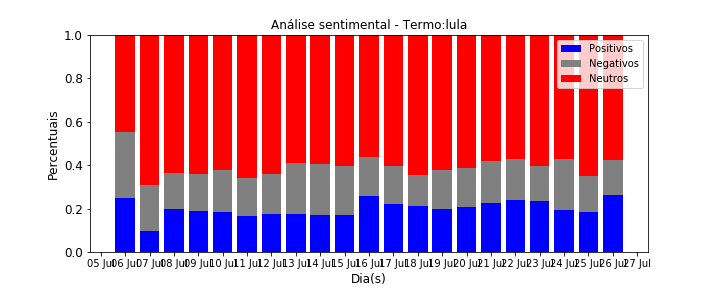 Análise sentimental - Termo:lula
Positivos
Negativos
Neutros
Percentuais
1.0
0.8
0.6
0.4
0.2
0.0
05 Jul 06 Jul 07 Jul 08 Jul 09 Jul 10 Jul 11 Jul 12 Jul 13 Jul 14 Jul 15 Jul 16 Jul 17 Jul 18 Jul 19 Jul 20 Jul 21 Jul 22 Jul 23 Jul 24 Jul 25 Jul 26 Jul 27 Jul
Dia(s)